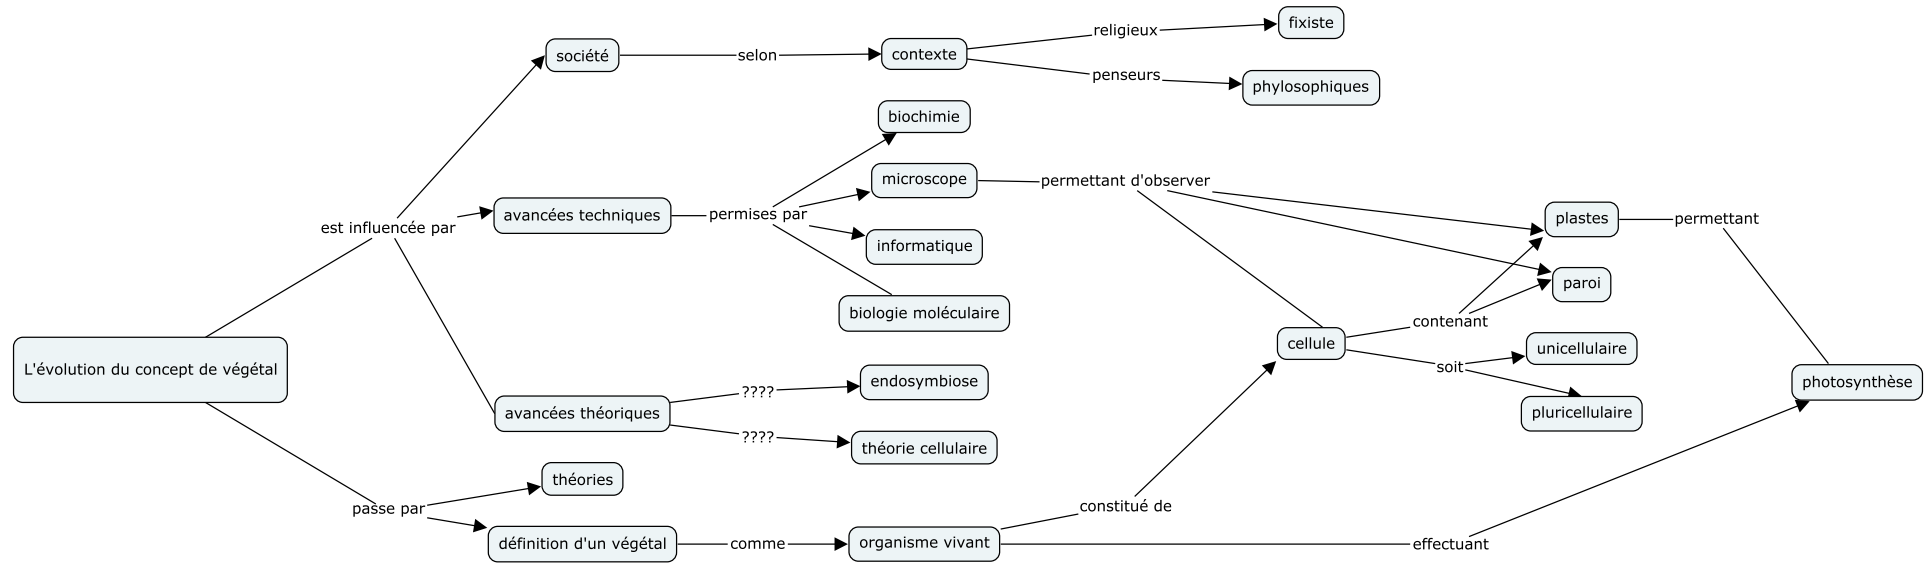 fixiste
religieux
société
selon
contexte
penseurs
phylosophiques
biochimie
microscope
permettant d'observer
avancées techniques
permises par
plastes
permettant
est influencée par
informatique
paroi
biologie moléculaire
contenant
cellule
unicellulaire
L'évolution du concept de végétal
soit
endosymbiose
photosynthèse
????
avancées théoriques
pluricellulaire
????
théorie cellulaire
théories
passe par
constitué de
définition d'un végétal
comme
organisme vivant
effectuant